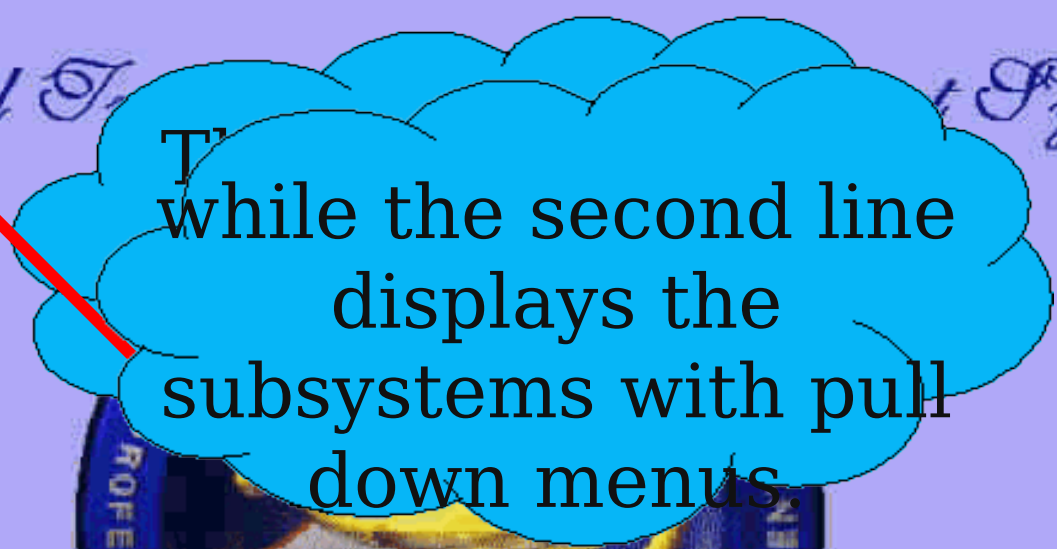 while the second line
displays the
subsystems with pull
down menus.